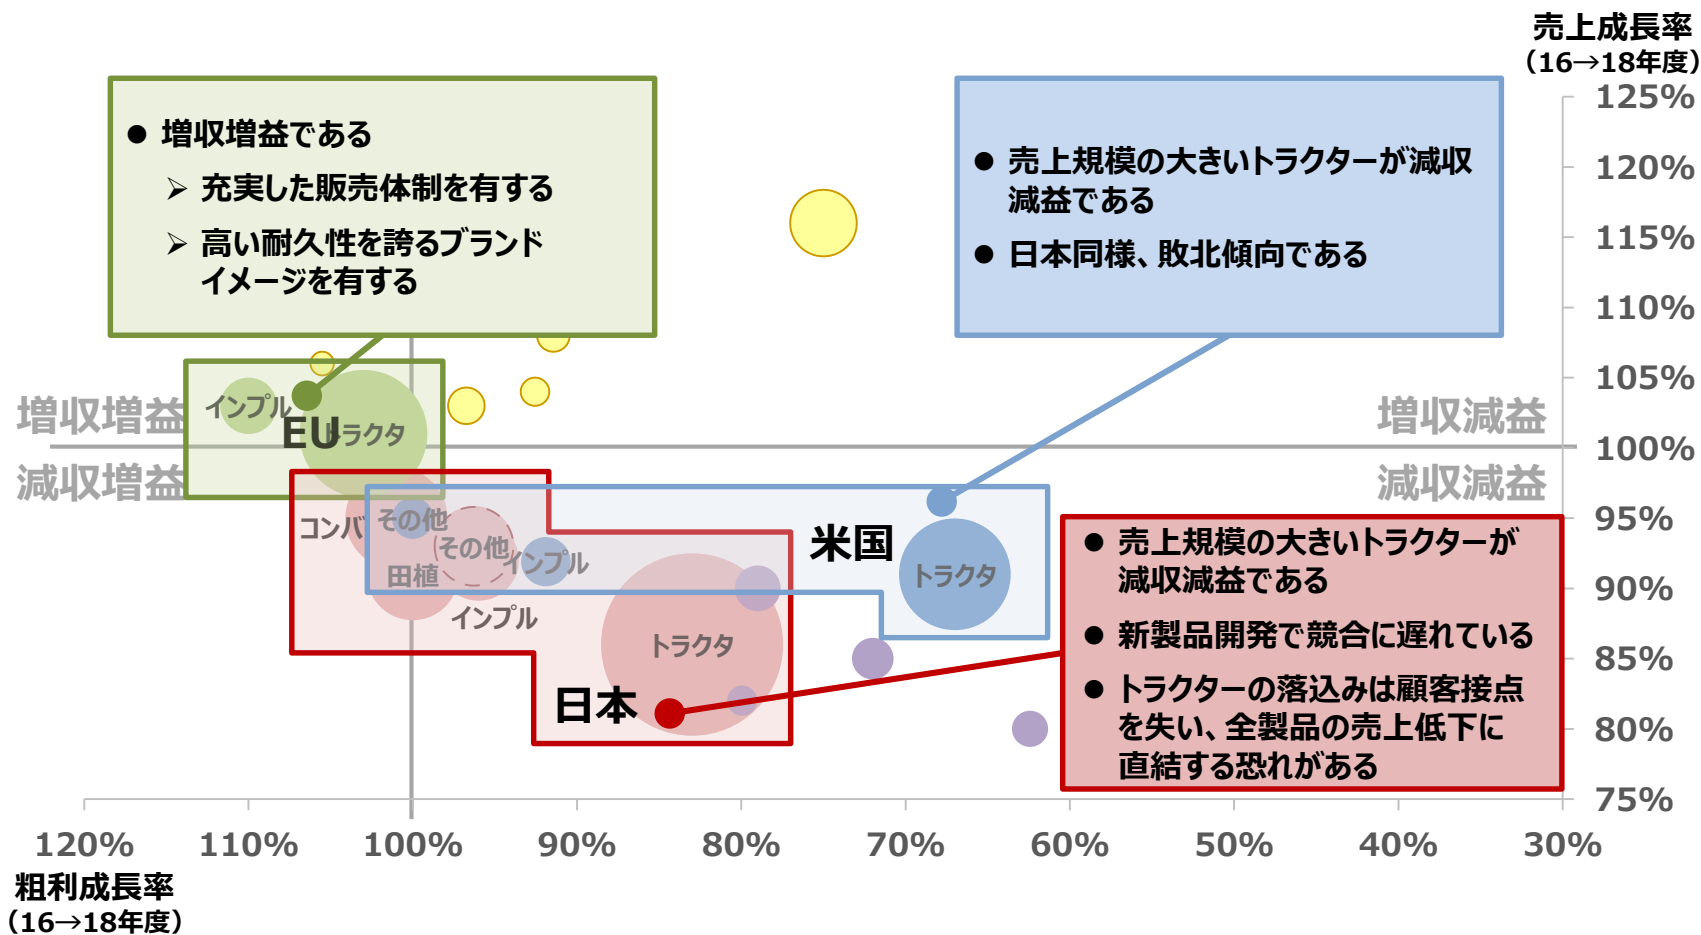 売上成長率
（16→18年度）
● 増収増益である
➢ 充実した販売体制を有する
➢ 高い耐久性を誇るブランド
イメージを有する
● 売上規模の大きいトラクターが減収
減益である
● 日本同様、敗北傾向である
125%
120%
115%
110%
105%
100%
95%
90%
85%
80%
75%
増収増益
減収増益
増収減益
減収減益
インプル
EU
トラクタ
コンバ
その他
その他
田植
インプル
インプル
米国
トラクタ
トラクタ
日本
● 売上規模の大きいトラクターが
減収減益である
● 新製品開発で競合に遅れている
● トラクターの落込みは顧客接点
を失い、全製品の売上低下に
直結する恐れがある
120%
110%
100%
90%
80%
70%
60%
50%
40%
30%
粗利成長率
（16→18年度）